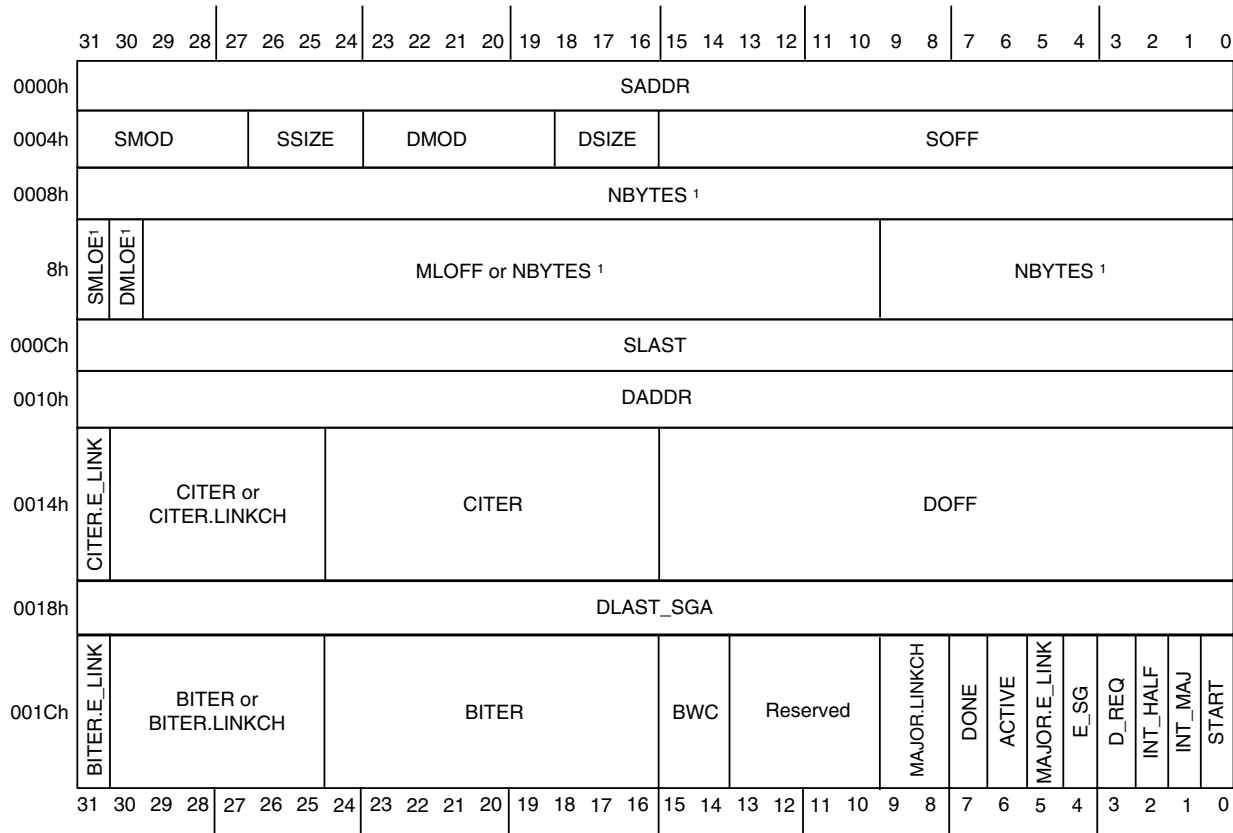 31 30 29 28 27 26 25 24 23 22 21 20 19 18 17 16 15 14 13 12 11 10 9 8 7 6 5 4 3 2 1 0
0000h SADDR
0004h SMOD SSIZE DMOD DSIZE SOFF
0008h NBYTES 1
8h SMLOE1 DMLOE1 MLOFF or NBYTES 1 NBYTES 1
000Ch SLAST
0010h DADDR
0014h CITER.E_LINK CITER or
CITER.LINKCH CITER DOFF
0018h DLAST_SGA
001Ch BITER.E_LINK BITER or
BITER.LINKCH BITER BWC Reserved MAJOR.LINKCH DONE ACTIVE MAJOR.E_LINK E_SG D_REQ INT_HALF INT_MAJ START
31 30 29 28 27 26 25 24 23 22 21 20 19 18 17 16 15 14 13 12 11 10 9 8 7 6 5 4 3 2 1 0